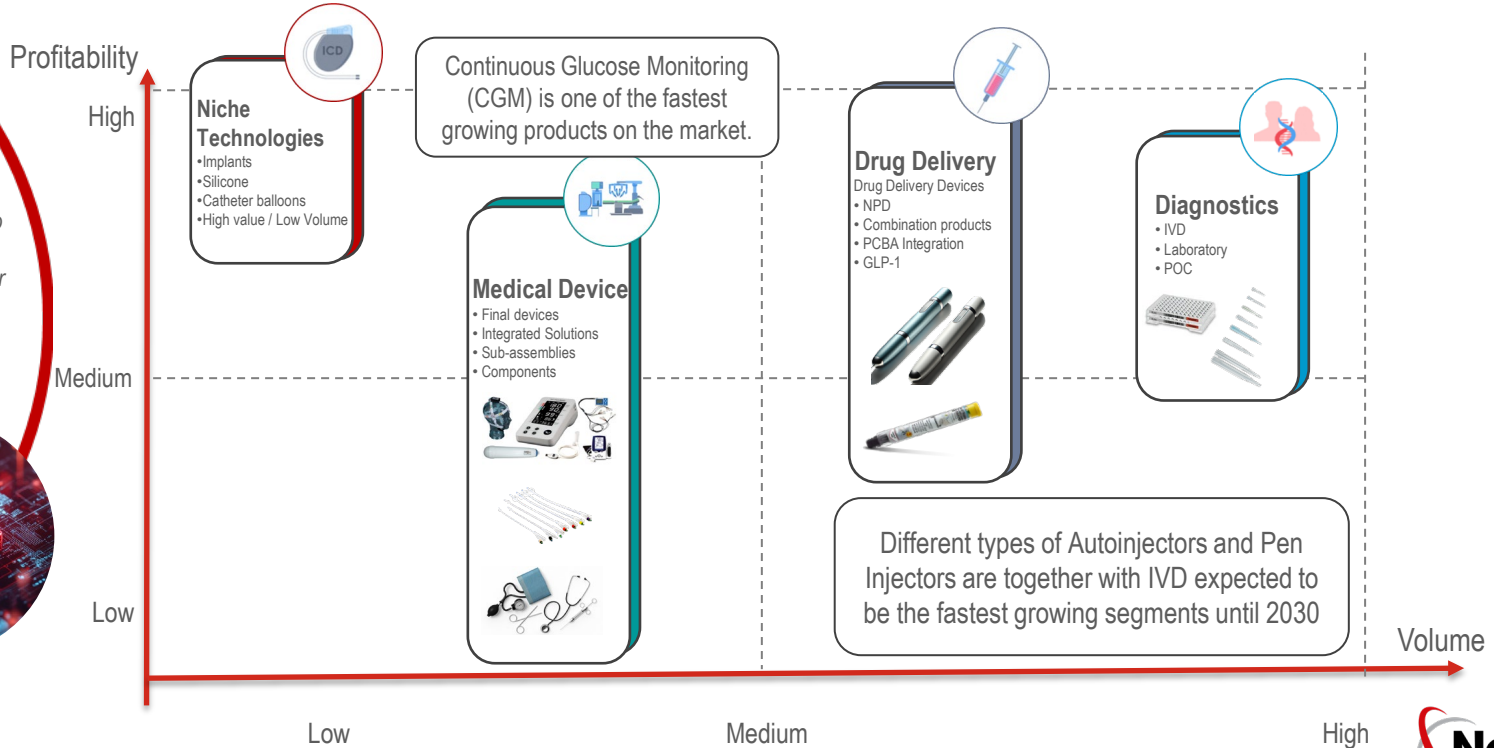 Profitability
High
Medium
Low
ICD
Niche
Technologies
•Implants
•Silicone
•Catheter balloons
•High value / Low Volume
Continuous Glucose Monitoring
(CGM) is one of the fastest
growing products on the market.
Medical Device
• Final devices
• Integrated Solutions
• Sub-assemblies
• Components
Drug Delivery
Drug Delivery Devices
• NPD
• Combination products
• PCBA Integration
• GLP-1
Diagnostics
• IVD
• Laboratory
• POC
Different types of Autoinjectors and Pen
Injectors are together with IVD expected to
be the fastest growing segments until 2030
Volume
Low
Medium
High